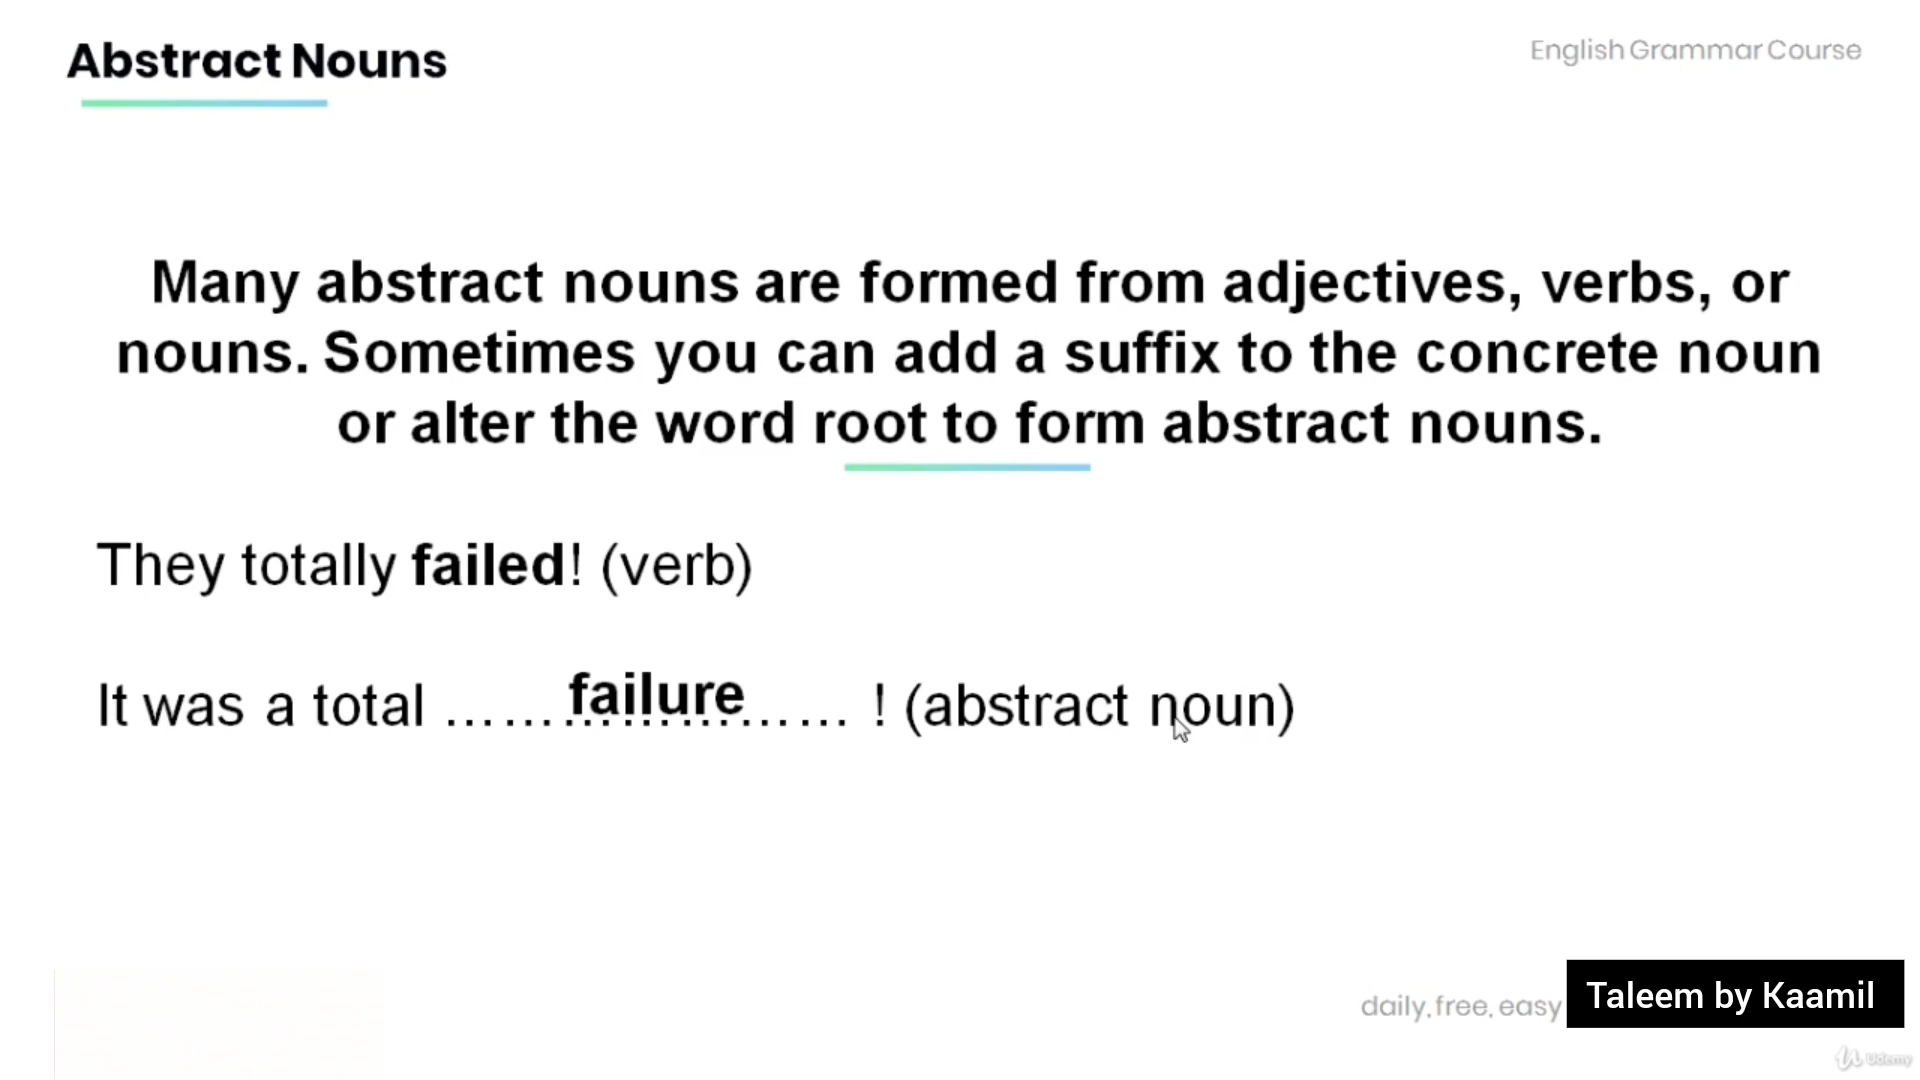 Abstract Nouns
English Grammar Course
Many abstract nouns are formed from adjectives, verbs, or
nouns. Sometimes you can add a suffix to the concrete noun
or alter the word root to form abstract nouns.
They totally failed! (verb)
It was a total ……failure…… ! (abstract noun)
daily, free, easy
Taleem by Kaamil
Udemy